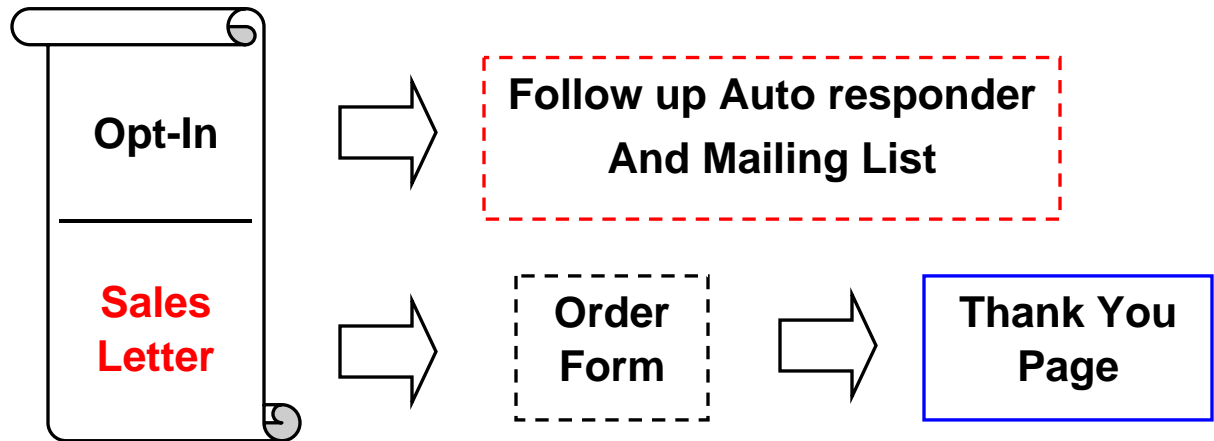 Opt-In
Follow up Auto responder
And Mailing List
Sales
Letter
Order
Form
Thank You
Page